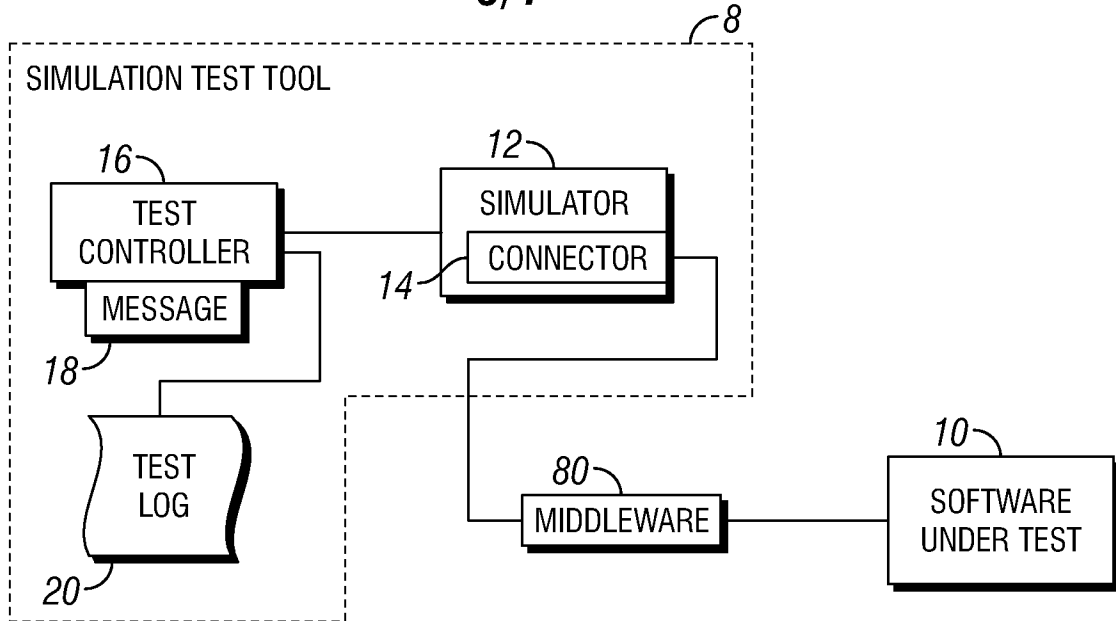 8
SIMULATION TEST TOOL
16
12
TEST
CONTROLLER
SIMULATOR
14
CONNECTOR
MESSAGE
18
10
TEST
LOG
80
MIDDLEWARE
SOFTWARE
UNDER TEST
20